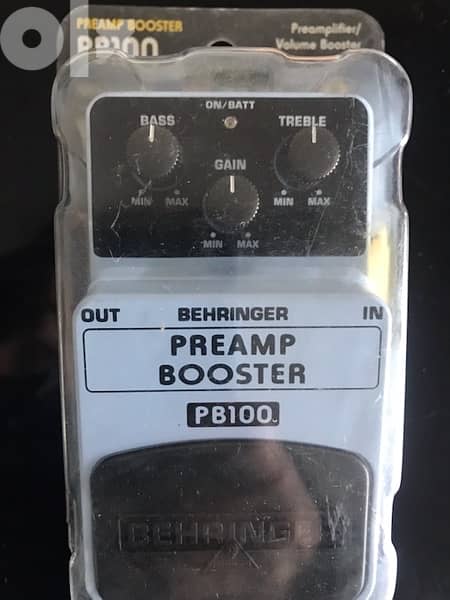 PREAMP BOOSTER
PB100
Preamplifier/
Volume Booster
ON/BATT
BASS
TREBLE
GAIN
MIN MAX
MIN MAX
MIN MAX
OUT BEHRINGER IN
PREAMP
BOOSTER
PB100
BEHRINGER